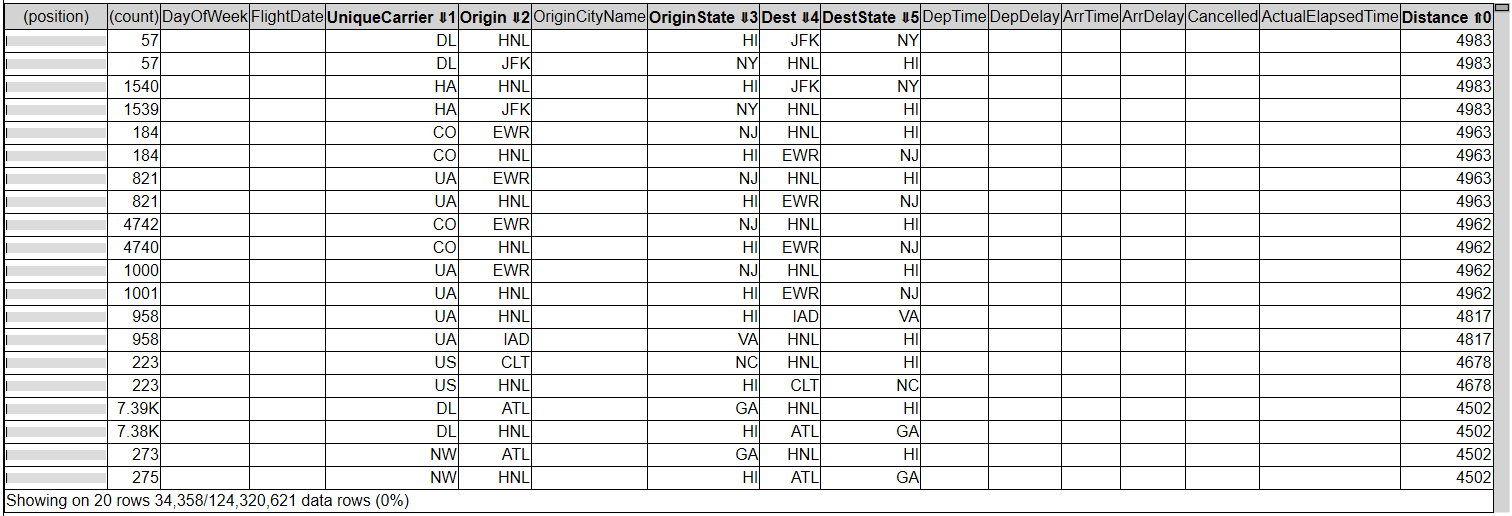 (position) (count) DayOfWeek FlightDate UniqueCarrier ⇓1 Origin ⇓2 OriginCityName OriginState ⇓3 Dest ⇓4 DestState ⇓5 DepTime DepDelay ArrTime ArrDelay Cancelled ActualElapsedTime Distance ⇑0
57 DL HNL HI JFK NY 4983
57 DL JFK NY HNL HI 4983
1540 HA HNL HI JFK NY 4983
1539 HA JFK NY HNL HI 4983
184 CO EWR NJ HNL HI 4963
184 CO HNL HI EWR NJ 4963
821 UA EWR NJ HNL HI 4963
821 UA HNL HI EWR NJ 4963
4742 CO EWR NJ HNL HI 4962
4740 CO HNL HI EWR NJ 4962
1000 UA EWR NJ HNL HI 4962
1001 UA HNL HI EWR NJ 4962
958 UA HNL HI IAD VA 4817
958 UA IAD VA HNL HI 4817
223 US CLT NC HNL HI 4678
223 US HNL HI CLT NC 4678
7.39K DL ATL GA HNL HI 4502
7.38K DL HNL HI ATL GA 4502
273 NW ATL GA HNL HI 4502
275 NW HNL HI ATL GA 4502
Showing on 20 rows 34,358/124,320,621 data rows (0%)